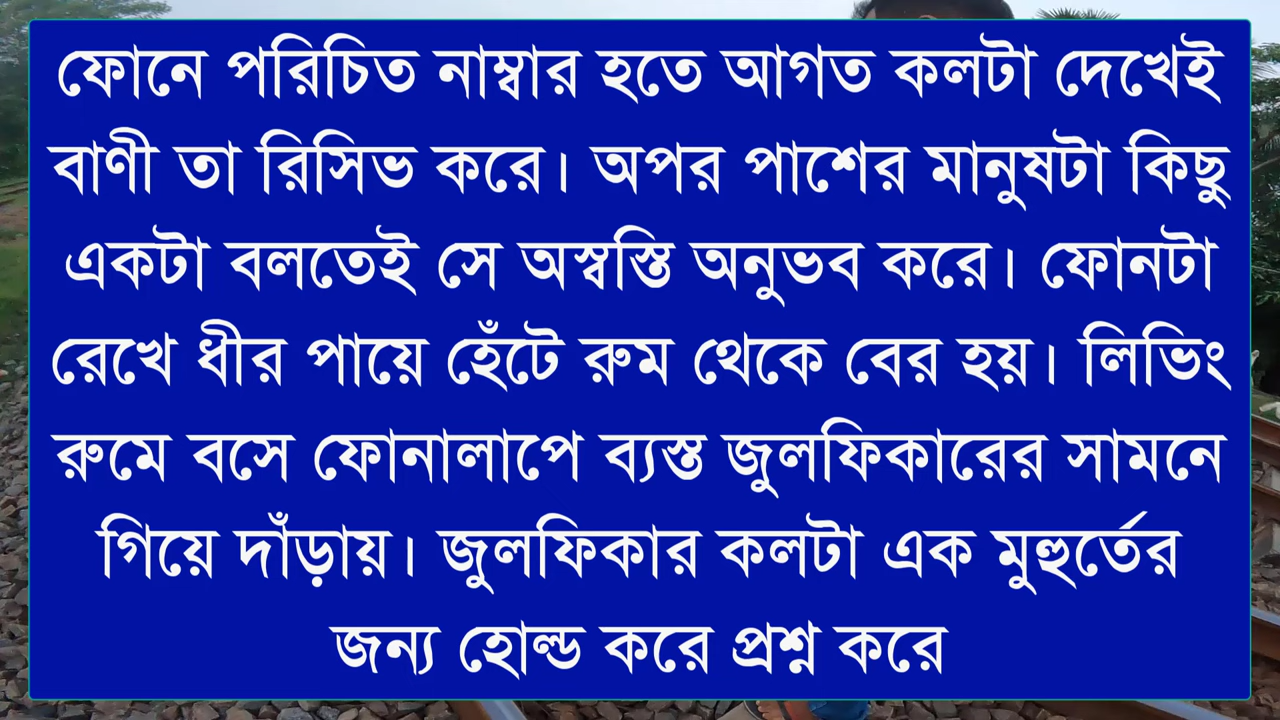 ফোনে পরিচিত নাম্বার হতে আগত কলটা দেখেই
বাণী তা রিসিভ করে। অপর পাশের মানুষটা কিছু
একটা বলতেই সে অস্বস্তি অনুভব করে। ফোনটা
রেখে ধীর পায়ে হেঁটে রুম থেকে বের হয়। লিভিং
রুমে বসে ফোনালাপে ব্যস্ত জুলফিকারের সামনে
গিয়ে দাঁড়ায়। জুলফিকার কলটা এক মুহুর্তের
জন্য হোল্ড করে প্রশ্ন করে